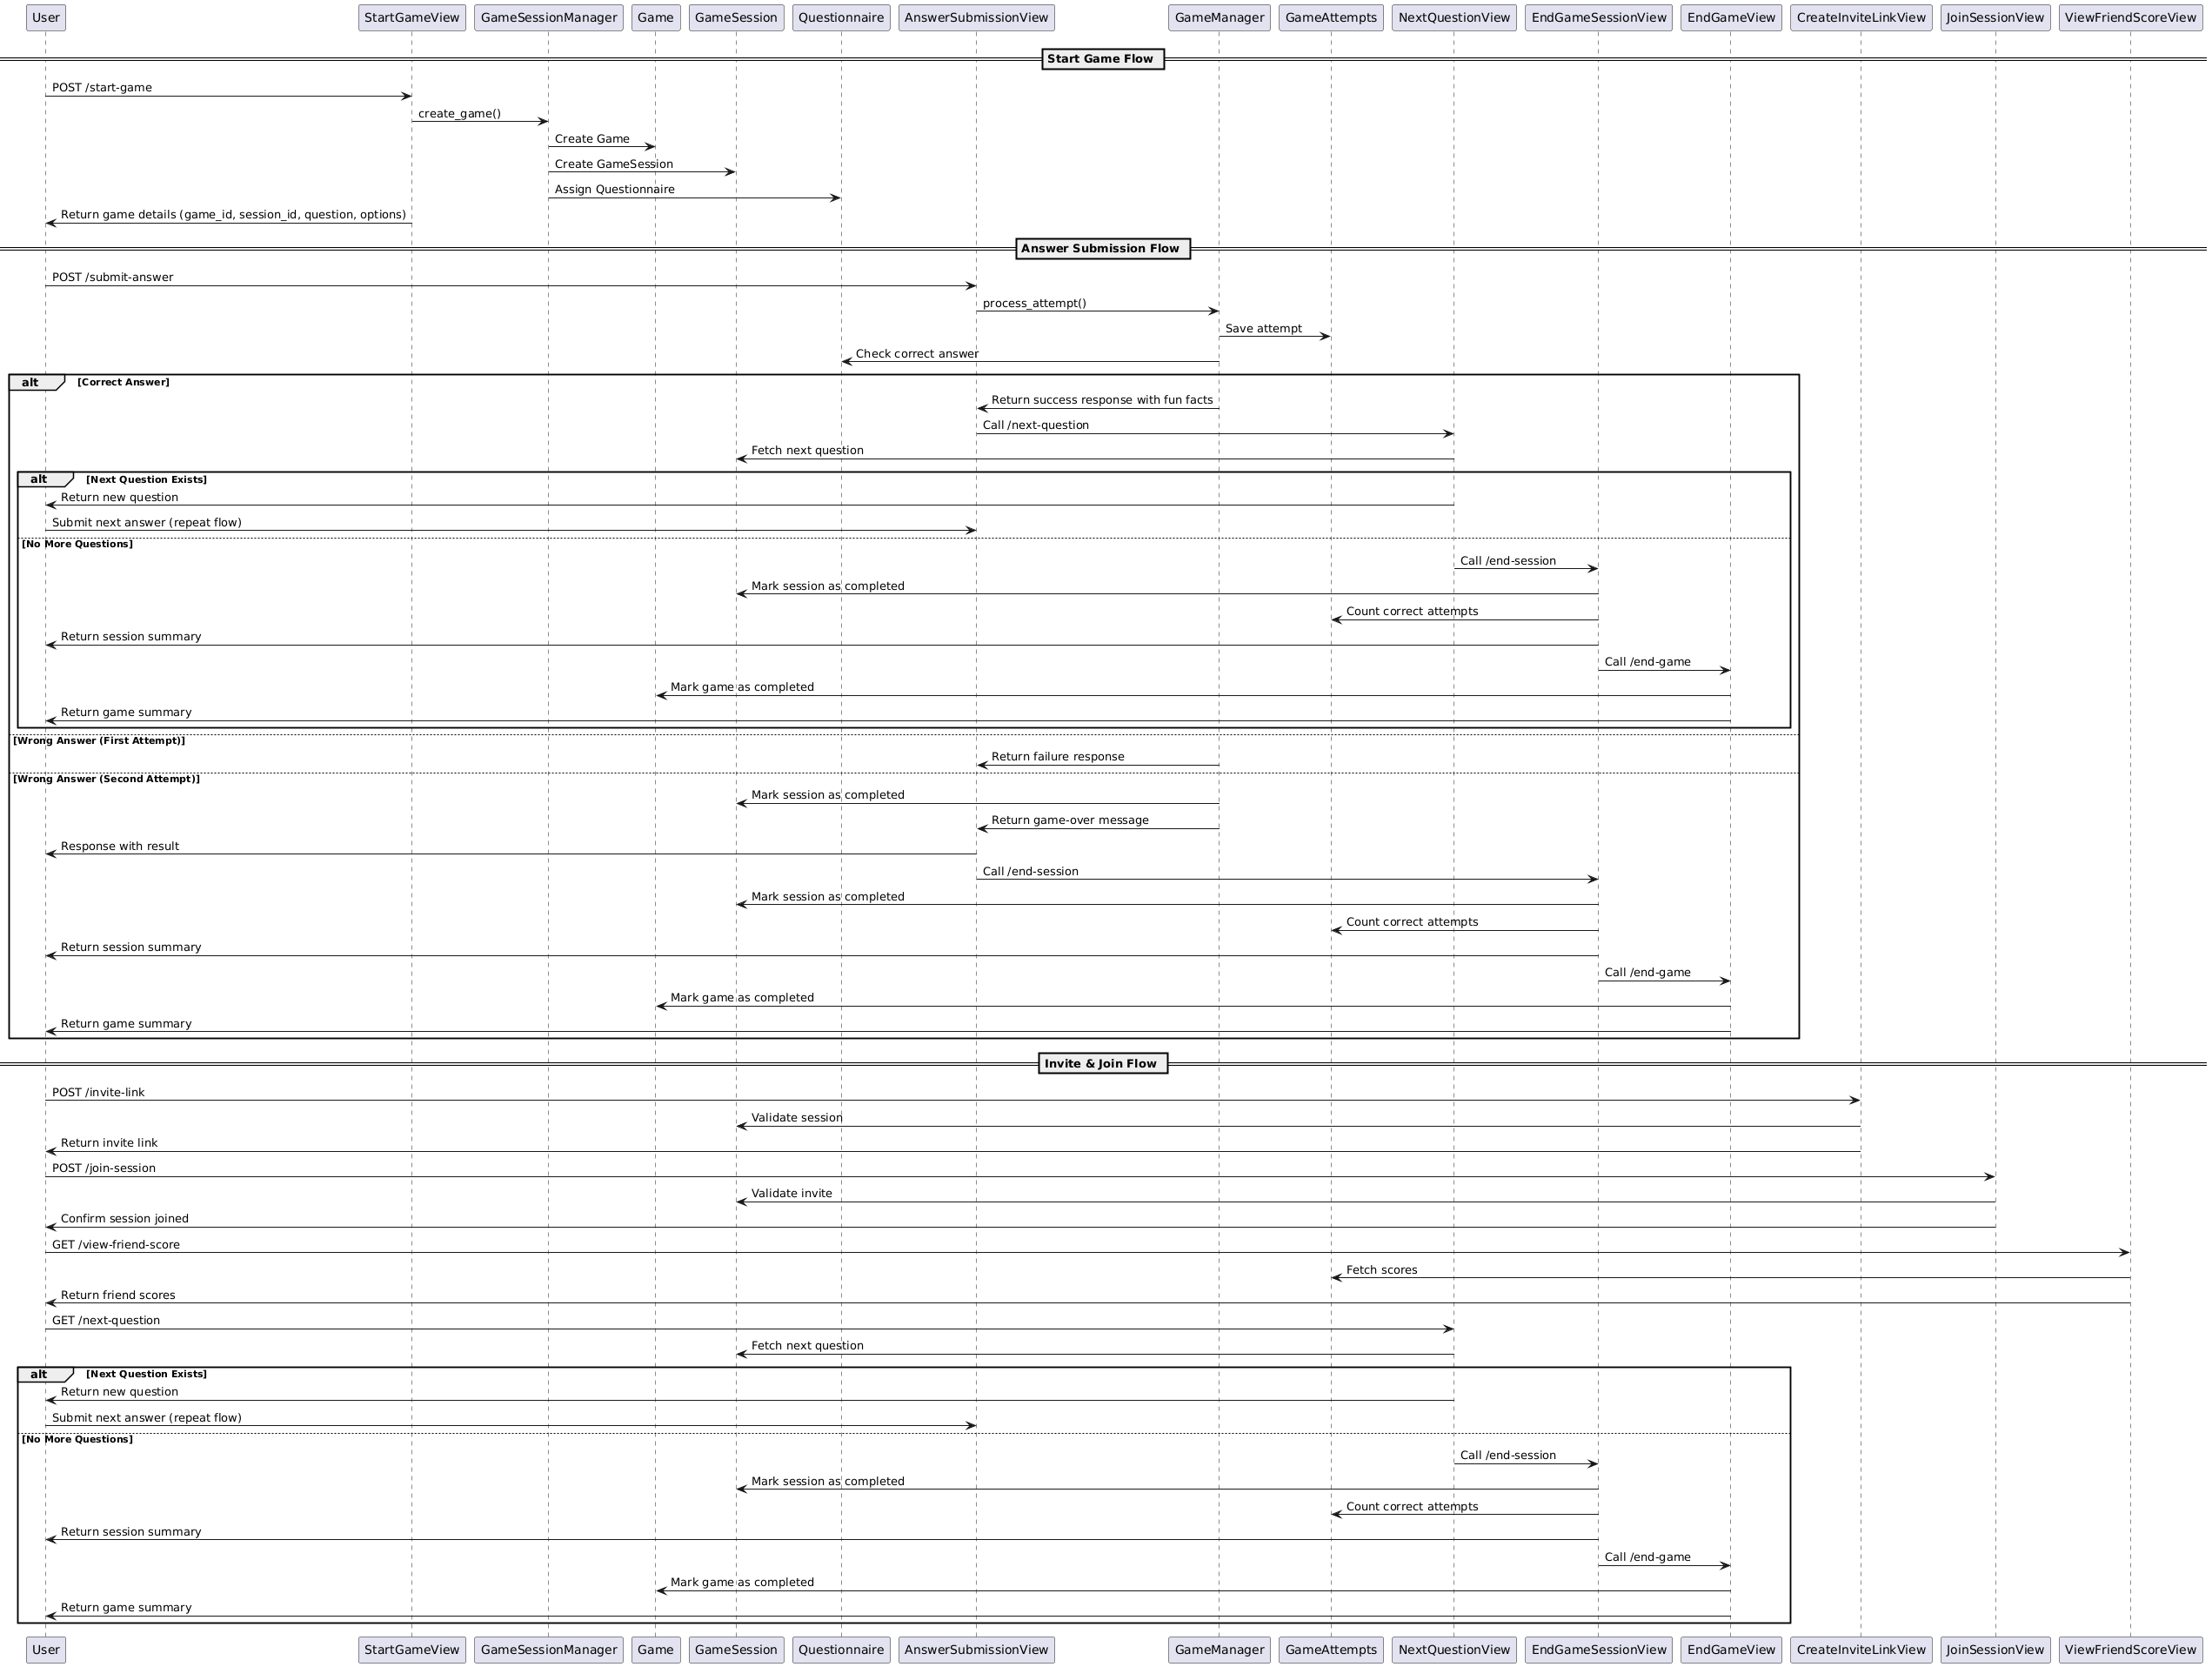 User
StartGameView
GameSessionManager
Game
GameSession
Questionnaire
AnswerSubmissionView
GameManager
GameAttempts
NextQuestionView
EndGameSessionView
EndGameView
CreateInviteLinkView
JoinSessionView
ViewFriendScoreView
Start Game Flow
POST /start-game
create_game()
Create Game
Create GameSession
Assign Questionnaire
Return game details (game_id, session_id, question, options)
Answer Submission Flow
POST /submit-answer
process_attempt()
Save attempt
Check correct answer
alt [Correct Answer]
Return success response with fun facts
Call /next-question
Fetch next question
alt [Next Question Exists]
Return new question
Submit next answer (repeat flow)
[No More Questions]
Call /end-session
Mark session as completed
Count correct attempts
Return session summary
Call /end-game
Mark game as completed
Return game summary
[Wrong Answer (First Attempt)]
Return failure response
[Wrong Answer (Second Attempt)]
Mark session as completed
Return game-over message
Response with result
Call /end-session
Mark session as completed
Count correct attempts
Return session summary
Call /end-game
Mark game as completed
Return game summary
Invite & Join Flow
POST /invite-link
Validate session
Return invite link
POST /join-session
Validate invite
Confirm session joined
GET /view-friend-score
Fetch scores
Return friend scores
GET /next-question
Fetch next question
alt [Next Question Exists]
Return new question
Submit next answer (repeat flow)
[No More Questions]
Call /end-session
Mark session as completed
Count correct attempts
Return session summary
Call /end-game
Mark game as completed
Return game summary
User
StartGameView
GameSessionManager
Game
GameSession
Questionnaire
AnswerSubmissionView
GameManager
GameAttempts
NextQuestionView
EndGameSessionView
EndGameView
CreateInviteLinkView
JoinSessionView
ViewFriendScoreView